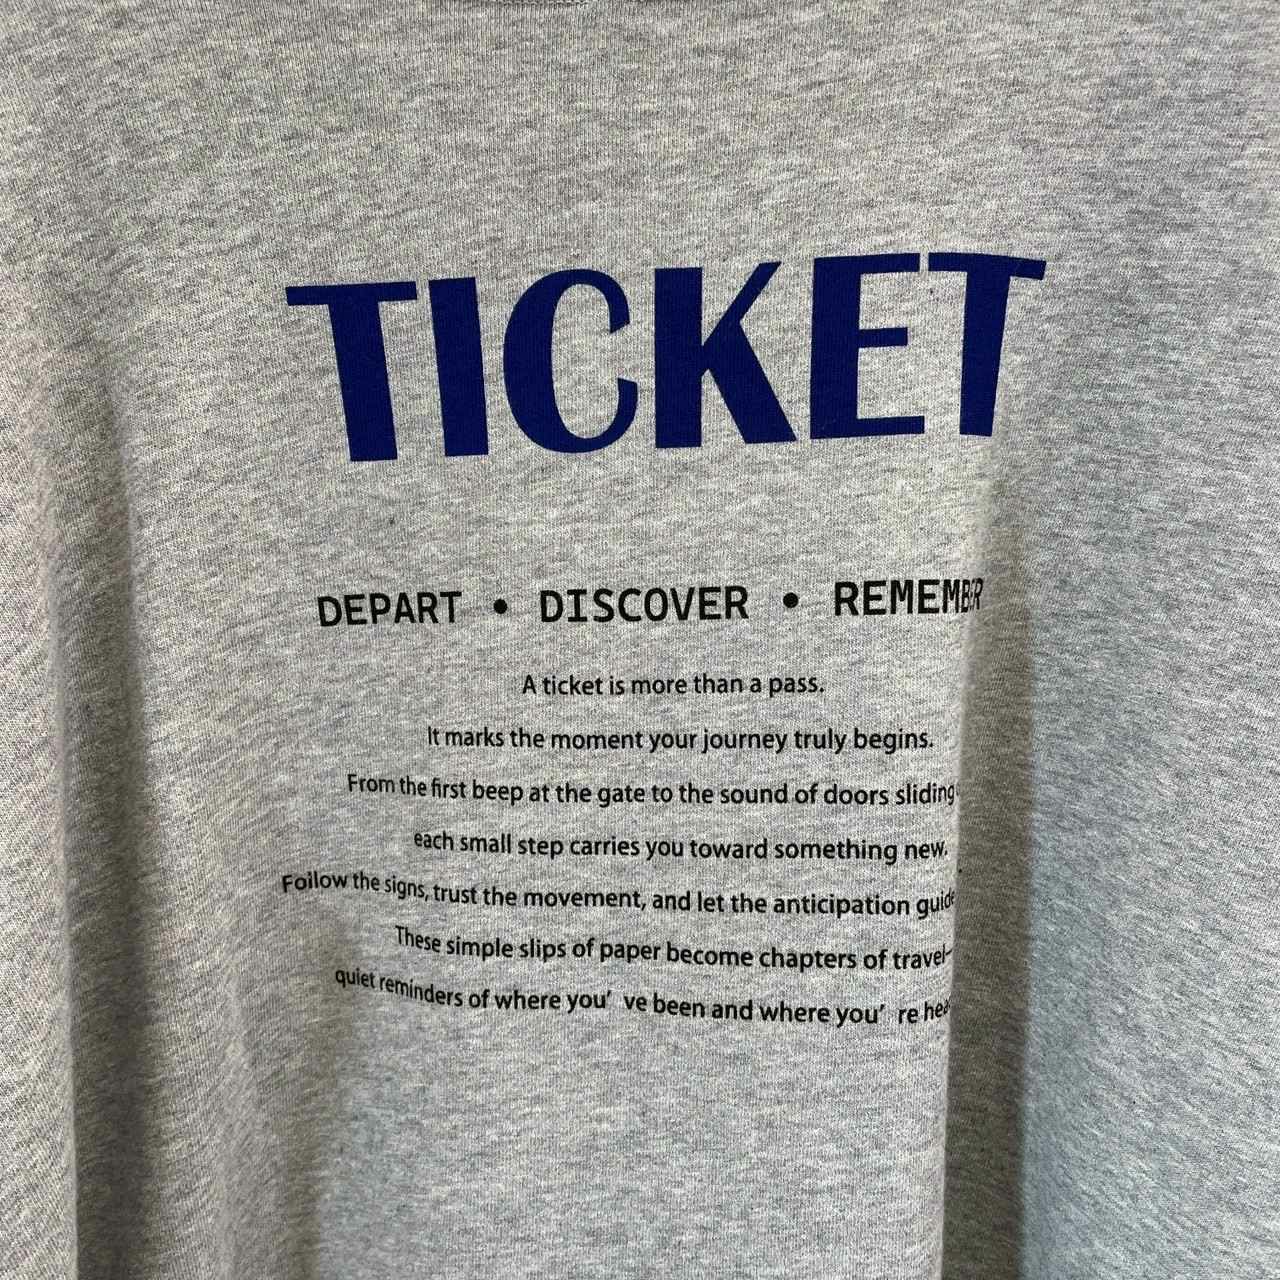 TICKET
DEPART • DISCOVER • REMEMBER
A ticket is more than a pass.
It marks the moment your journey truly begins.
From the first beep at the gate to the sound of doors sliding
each small step carries you toward something new.
Follow the signs, trust the movement, and let the anticipation guide
These simple slips of paper become chapters of travel–
quiet reminders of where you’ ve been and where you’ re